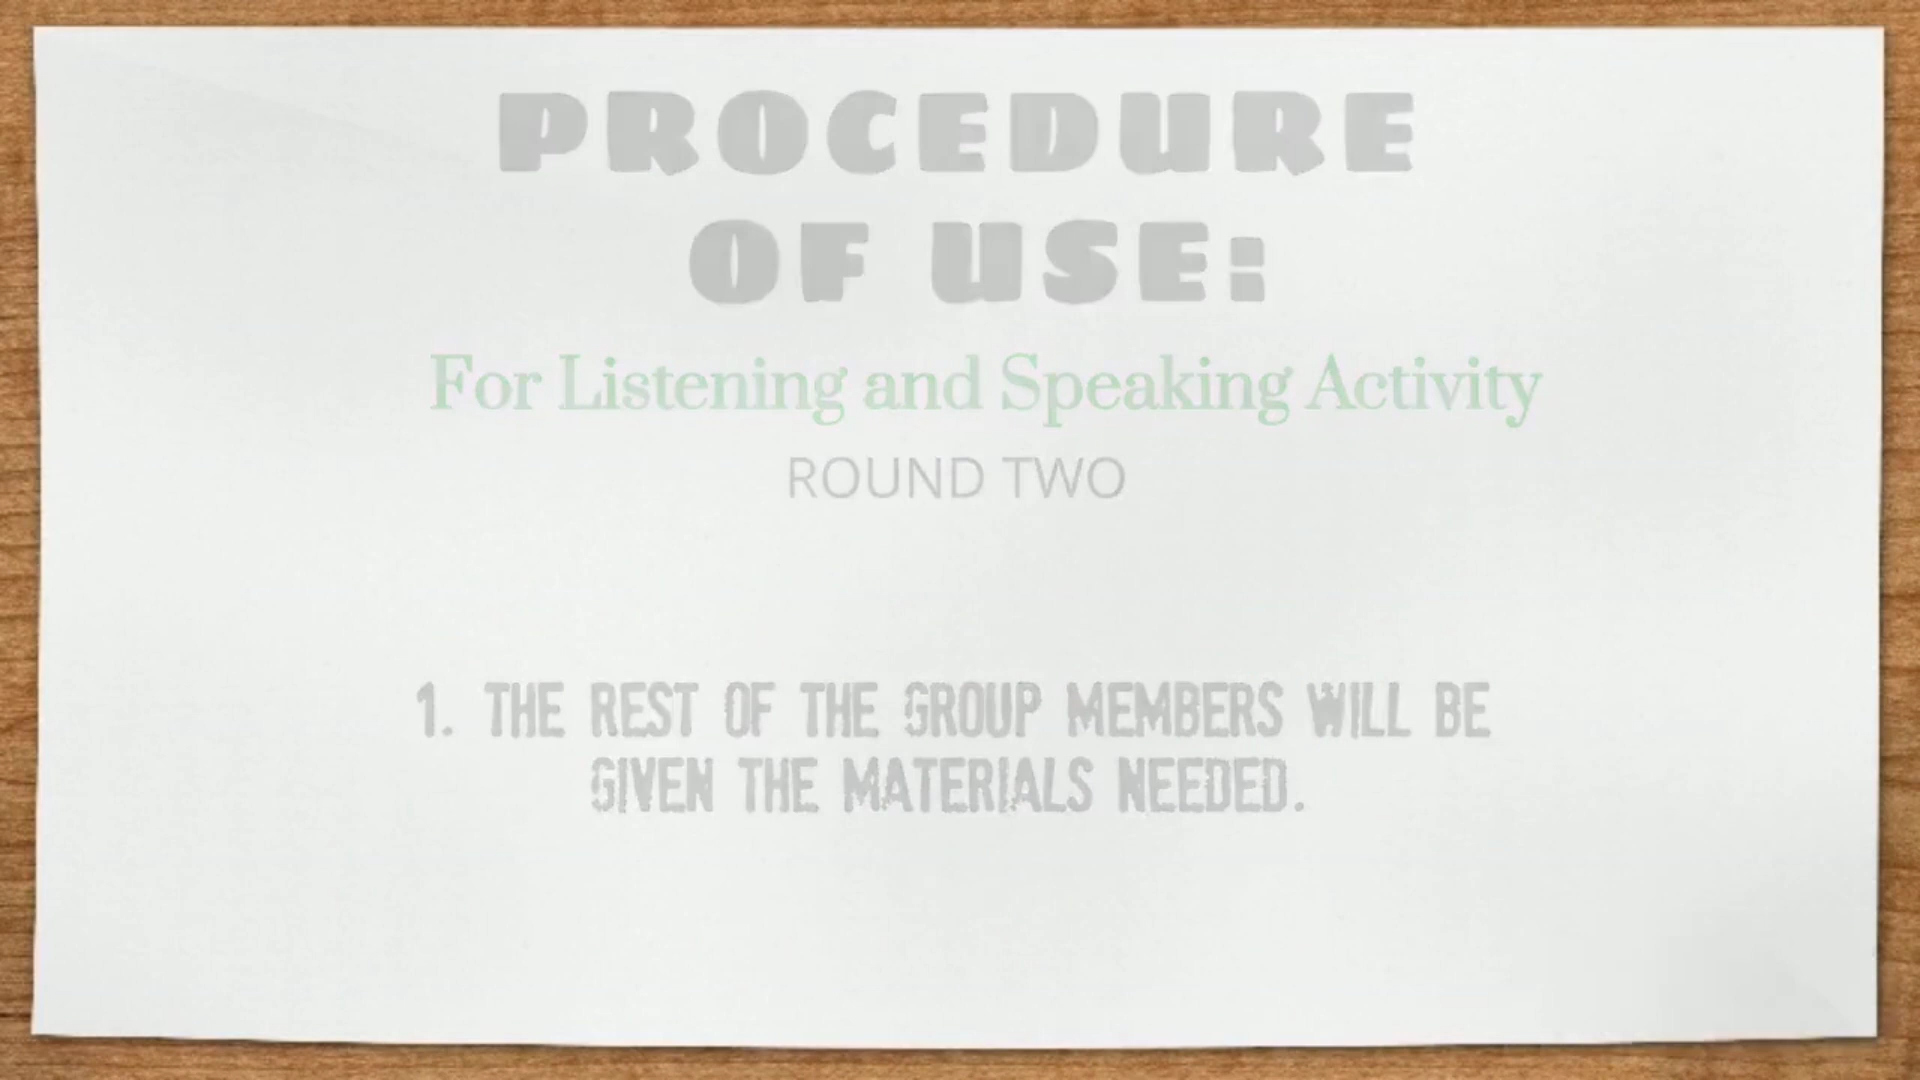 PROCEDURE
OF USE:
For Listening and Speaking Activity
ROUND TWO
1. THE REST OF THE GROUP MEMBERS WILL BE
GIVEN THE MATERIALS NEEDED.